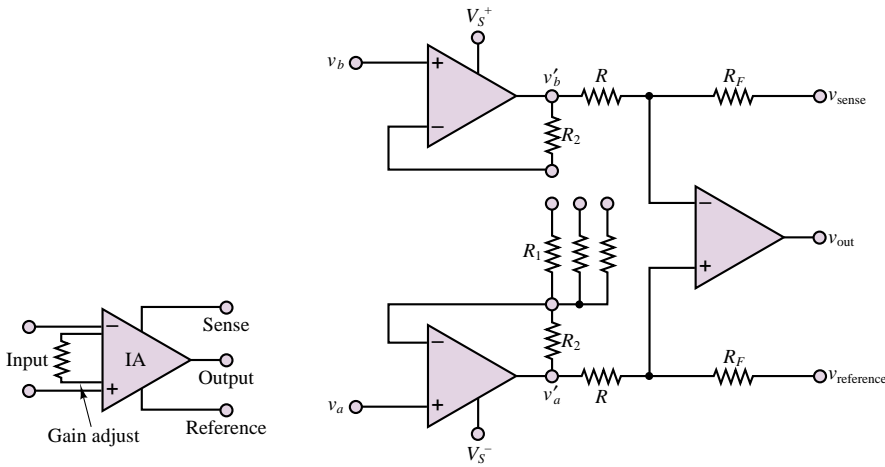 V_S^+
v_b
+
−
v'_b
R
R_F
v_sense
R_2
R_1
−
+
v_out
−
IA
+
Input
Sense
Output
Reference
Gain adjust
−
+
R_2
v_a
v'_a
R
R_F
v_reference
V_S^−